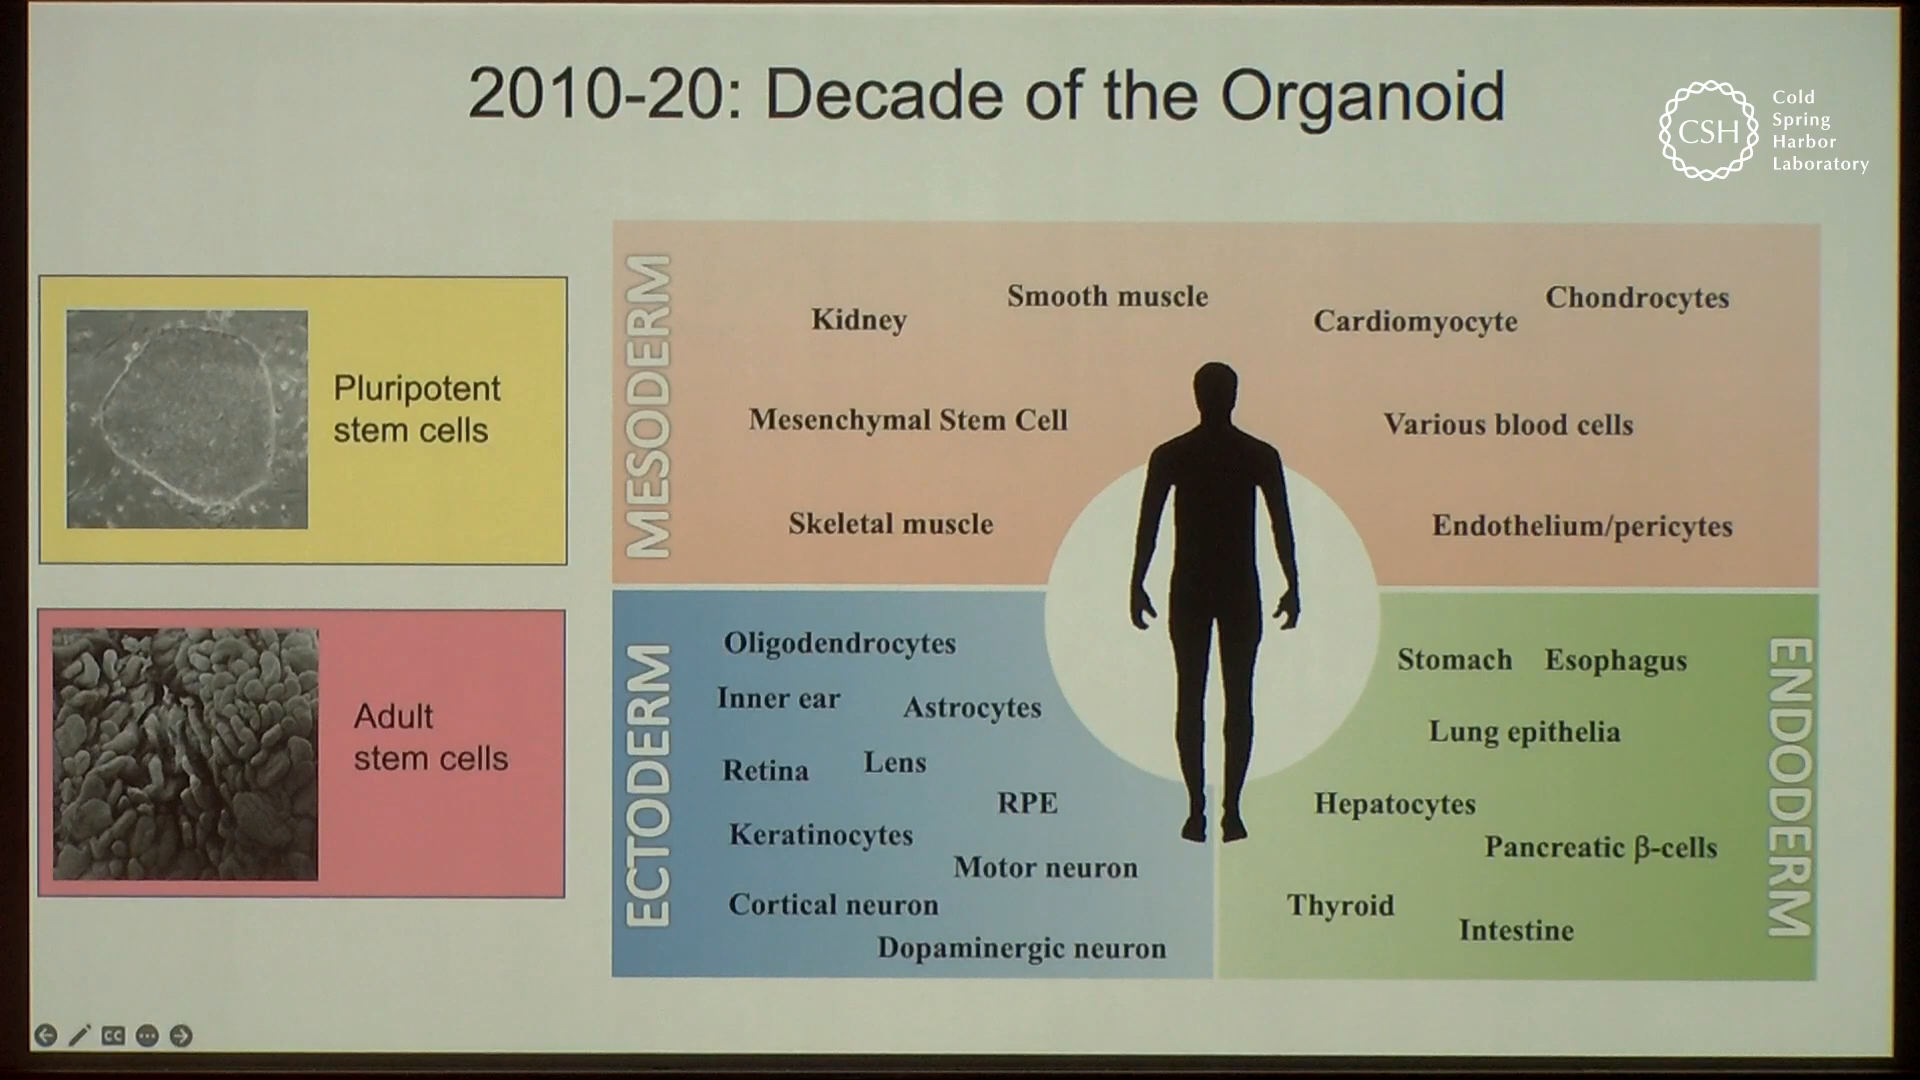 2010-20: Decade of the Organoid
CSH
Cold
Spring
Harbor
Laboratory
Pluripotent
stem cells
Adult
stem cells
MESODERM
Kidney
Smooth muscle
Cardiomyocyte
Chondrocytes
Mesenchymal Stem Cell
Various blood cells
Skeletal muscle
Endothelium/pericytes
ECTODERM
Oligodendrocytes
Inner ear
Astrocytes
Retina
Lens
RPE
Keratinocytes
Motor neuron
Cortical neuron
Dopaminergic neuron
ENDODERM
Stomach
Esophagus
Lung epithelia
Hepatocytes
Pancreatic β-cells
Thyroid
Intestine
CC